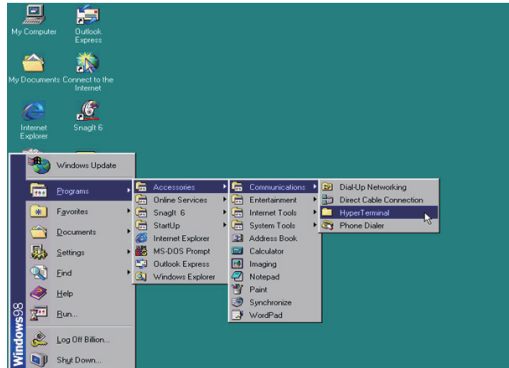 My Computer
Outlook
Express
My Documents
Connect to the
Internet
Internet
Explorer
SnagIt 6
Windows Update
Programs
Favorites
Documents
Settings
Find
Help
Run...
Log Off Billion...
Shut Down...
Windows98
Accessories
Online Services
SnagIt 6
StartUp
Internet Explorer
MS-DOS Prompt
Outlook Express
Windows Explorer
Communications
Entertainment
Internet Tools
System Tools
Address Book
Calculator
Imaging
Notepad
Paint
Synchronize
WordPad
Dial-Up Networking
Direct Cable Connection
HyperTerminal
Phone Dialer